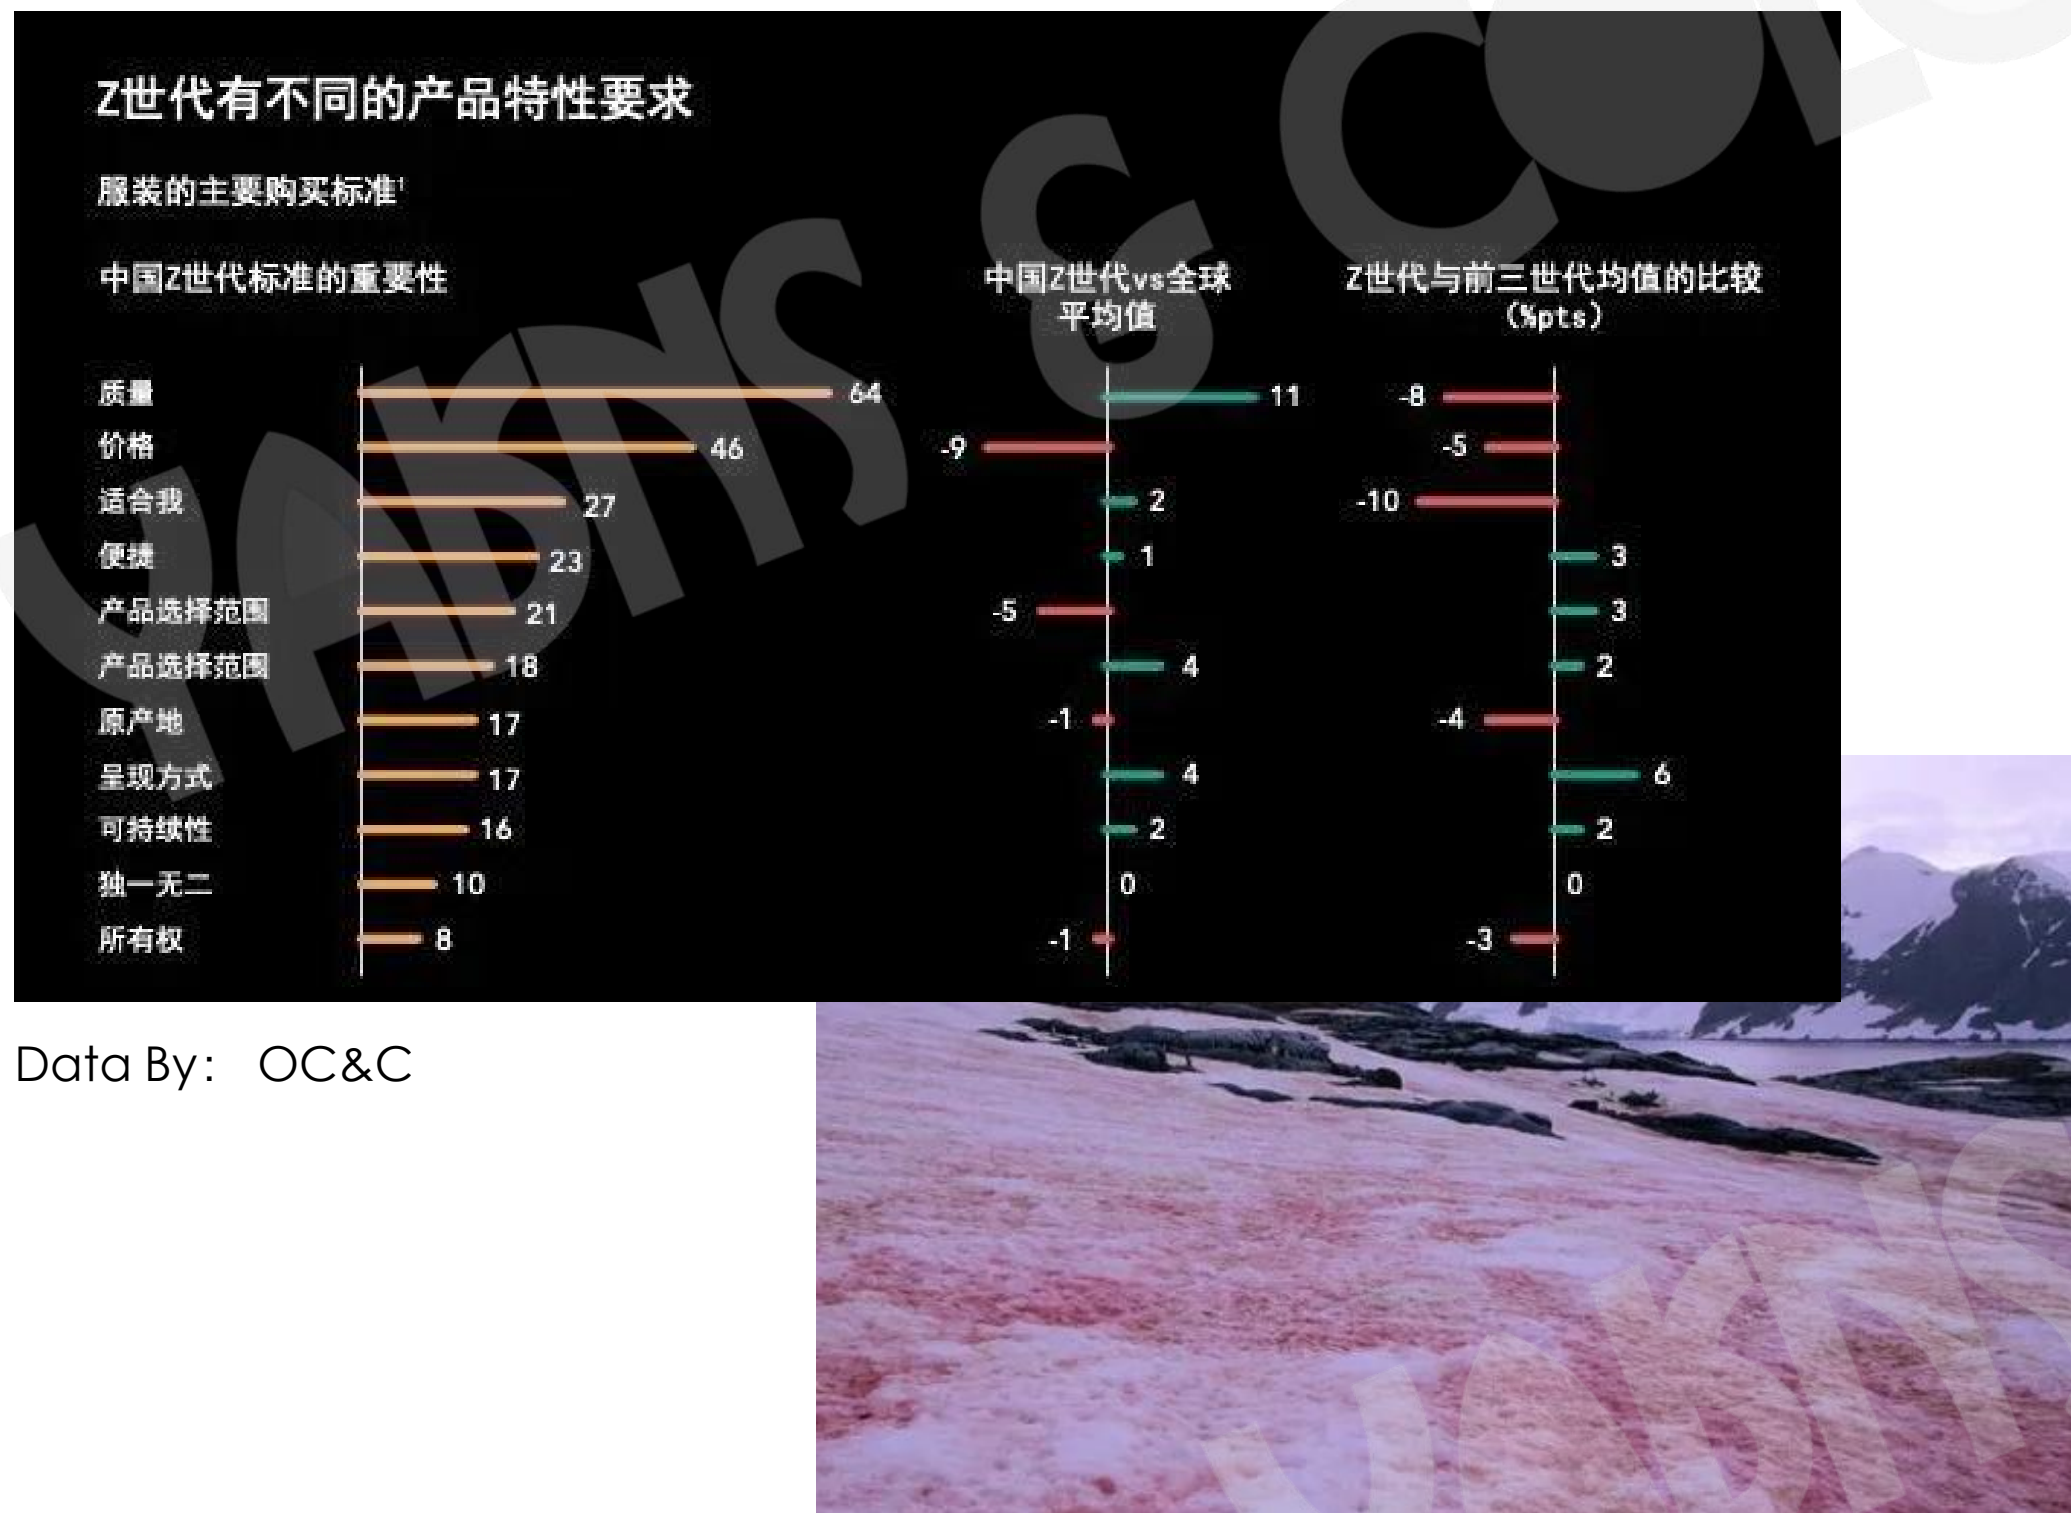 Z世代有不同的产品特性要求
服装的主要购买标准¹
中国Z世代标准的重要性
中国Z世代vs全球
平均值
Z世代与前三世代均值的比较
(%pts)
质量 64 11 -8
价格 46 -9 -5
适合我 27 2 -10
便捷 23 1 3
产品选择范围 21 -5 3
产品选择范围 18 4 2
原产地 17 -1 -4
呈现方式 17 4 6
可持续性 16 2 2
独一无二 10 0 0
所有权 8 -1 -3
Data By: OC&C
YARNS & COLO
YARNS